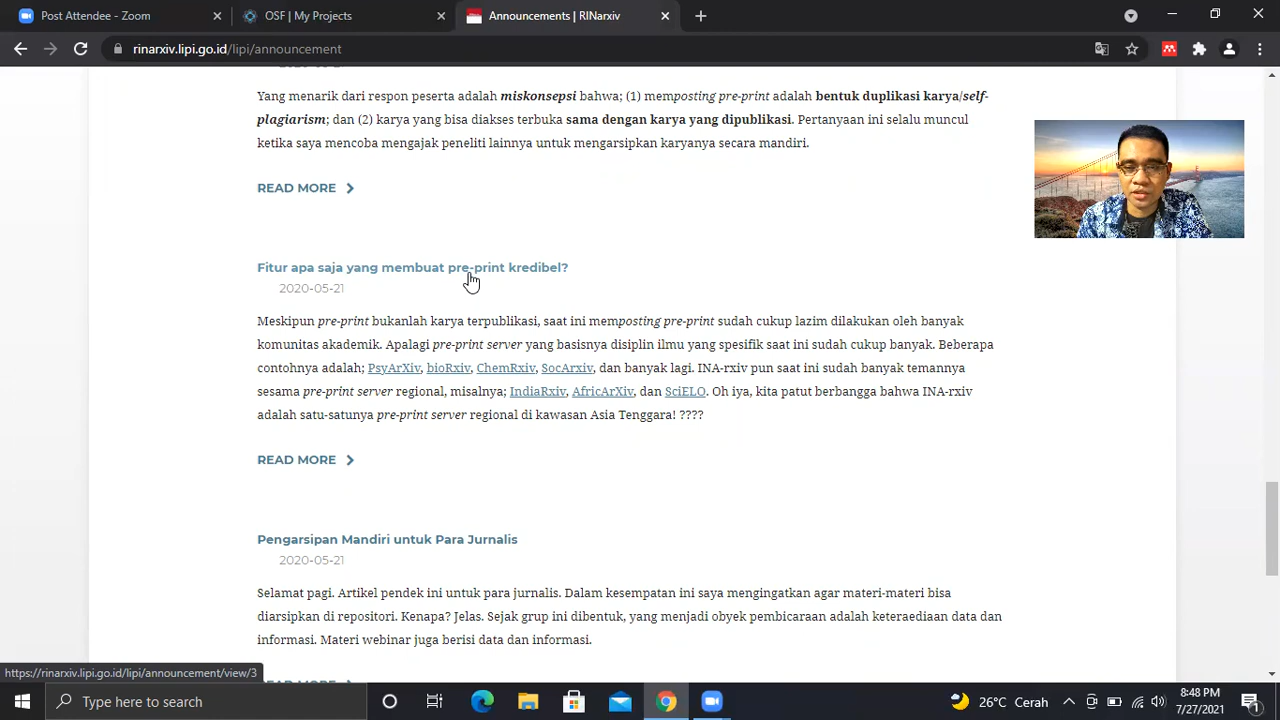 Post Attendee - Zoom
OSF | My Projects
Announcements | RINarxiv
rinarxiv.lipi.go.id/lipi/announcement
Yang menarik dari respon peserta adalah miskonsepsi bahwa; (1) memposting pre-print adalah bentuk duplikasi karya/self-
plagiarism; dan (2) karya yang bisa diakses terbuka sama dengan karya yang dipublikasi. Pertanyaan ini selalu muncul
ketika saya mencoba mengajak peneliti lainnya untuk mengarsipkan karyanya secara mandiri.
READ MORE
Fitur apa saja yang membuat pre-print kredibel?
2020-05-21
Meskipun pre-print bukanlah karya terpublikasi, saat ini memposting pre-print sudah cukup lazim dilakukan oleh banyak
komunitas akademik. Apalagi pre-print server yang basisnya disiplin ilmu yang spesifik saat ini sudah cukup banyak. Beberapa
contohnya adalah; PsyArXiv, bioRxiv, ChemRxiv, SocArxiv, dan banyak lagi. INA-rxiv pun saat ini sudah banyak temannya
sesama pre-print server regional, misalnya; IndiaRxiv, AfricArXiv, dan SciELO. Oh iya, kita patut berbangga bahwa INA-rxiv
adalah satu-satunya pre-print server regional di kawasan Asia Tenggara! ????
READ MORE
Pengarsipan Mandiri untuk Para Jurnalis
2020-05-21
Selamat pagi. Artikel pendek ini untuk para jurnalis. Dalam kesempatan ini saya mengingatkan agar materi-materi bisa
diarsipkan di repositori. Kenapa? Jelas. Sejak grup ini dibentuk, yang menjadi obyek pembicaraan adalah keteraediaan data dan
informasi. Materi webinar juga berisi data dan informasi.
https://rinarxiv.lipi.go.id/lipi/announcement/view/3
READ MORE
Type here to search
26°C Cerah
8:48 PM
7/27/2021
1